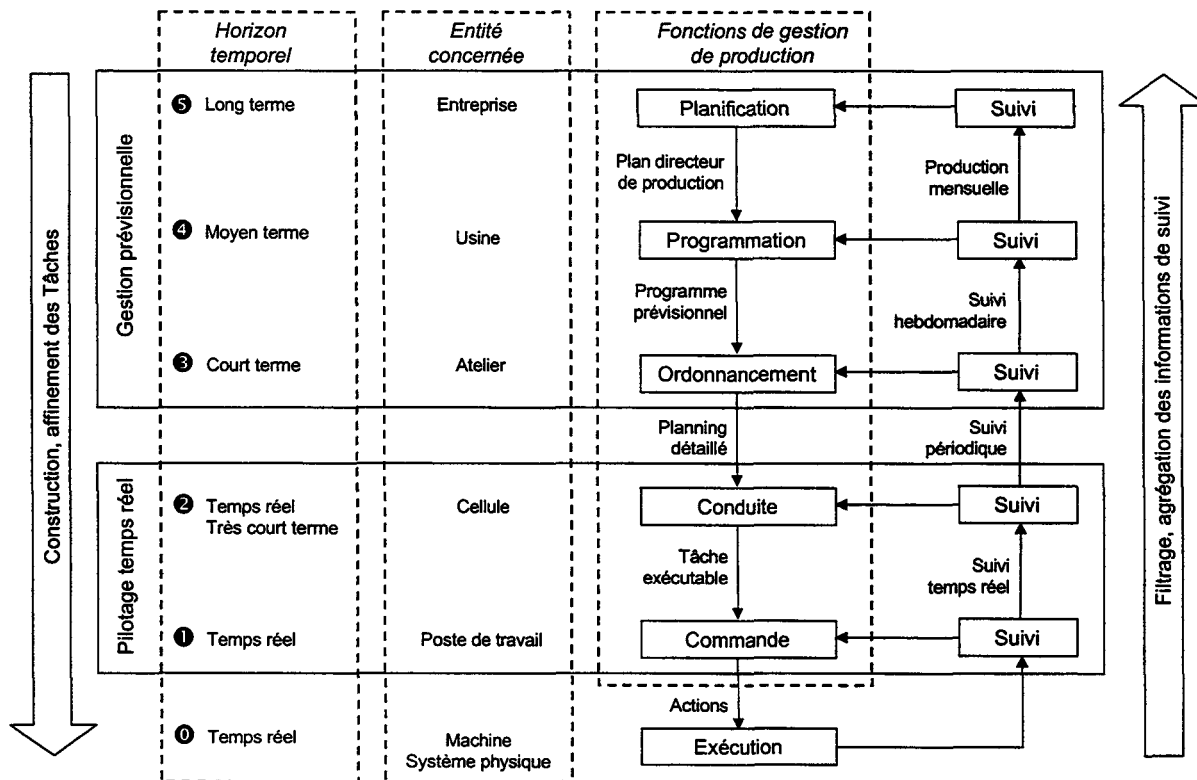 Horizon
temporel
Entité
concernée
Fonctions de gestion
de production
Construction, affinement des Tâches
Gestion prévisionnelle
❺ Long terme
Entreprise
Planification
Suivi
Plan directeur
de production
Production
mensuelle
❹ Moyen terme
Usine
Programmation
Suivi
Programme
prévisionnel
Suivi
hebdomadaire
❸ Court terme
Atelier
Ordonnancement
Suivi
Planning
détaillé
Suivi
périodique
Pilotage temps réel
❷ Temps réel
Très court terme
Cellule
Conduite
Suivi
Tâche
exécutable
Suivi
temps réel
❶ Temps réel
Poste de travail
Commande
Suivi
Actions
⓿ Temps réel
Machine
Système physique
Exécution
Filtrage, agrégation des informations de suivi